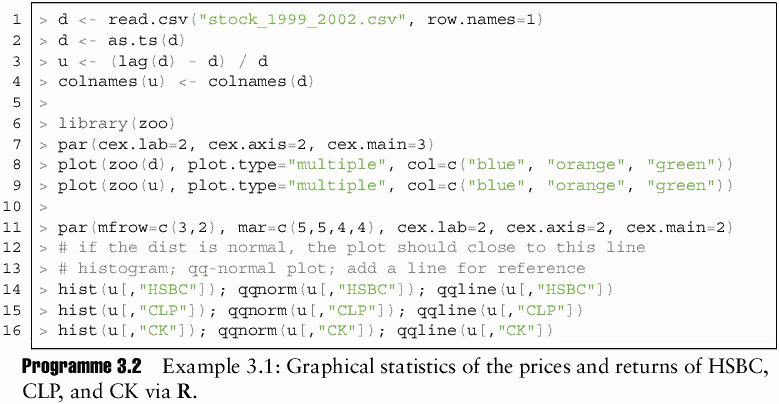 1 > d <- read.csv("stock_1999_2002.csv", row.names=1)
2 > d <- as.ts(d)
3 > u <- (lag(d) - d) / d
4 > colnames(u) <- colnames(d)
5 >
6 > library(zoo)
7 > par(cex.lab=2, cex.axis=2, cex.main=3)
8 > plot(zoo(d), plot.type="multiple", col=c("blue", "orange", "green"))
9 > plot(zoo(u), plot.type="multiple", col=c("blue", "orange", "green"))
10 >
11 > par(mfrow=c(3,2), mar=c(5,5,4,4), cex.lab=2, cex.axis=2, cex.main=2)
12 > # if the dist is normal, the plot should close to this line
13 > # histogram; qq-normal plot; add a line for reference
14 > hist(u[,"HSBC"]); qqnorm(u[,"HSBC"]); qqline(u[,"HSBC"])
15 > hist(u[,"CLP"]); qqnorm(u[,"CLP"]); qqline(u[,"CLP"])
16 > hist(u[,"CK"]); qqnorm(u[,"CK"]); qqline(u[,"CK"])
Programme 3.2 Example 3.1: Graphical statistics of the prices and returns of HSBC,
CLP, and CK via R.